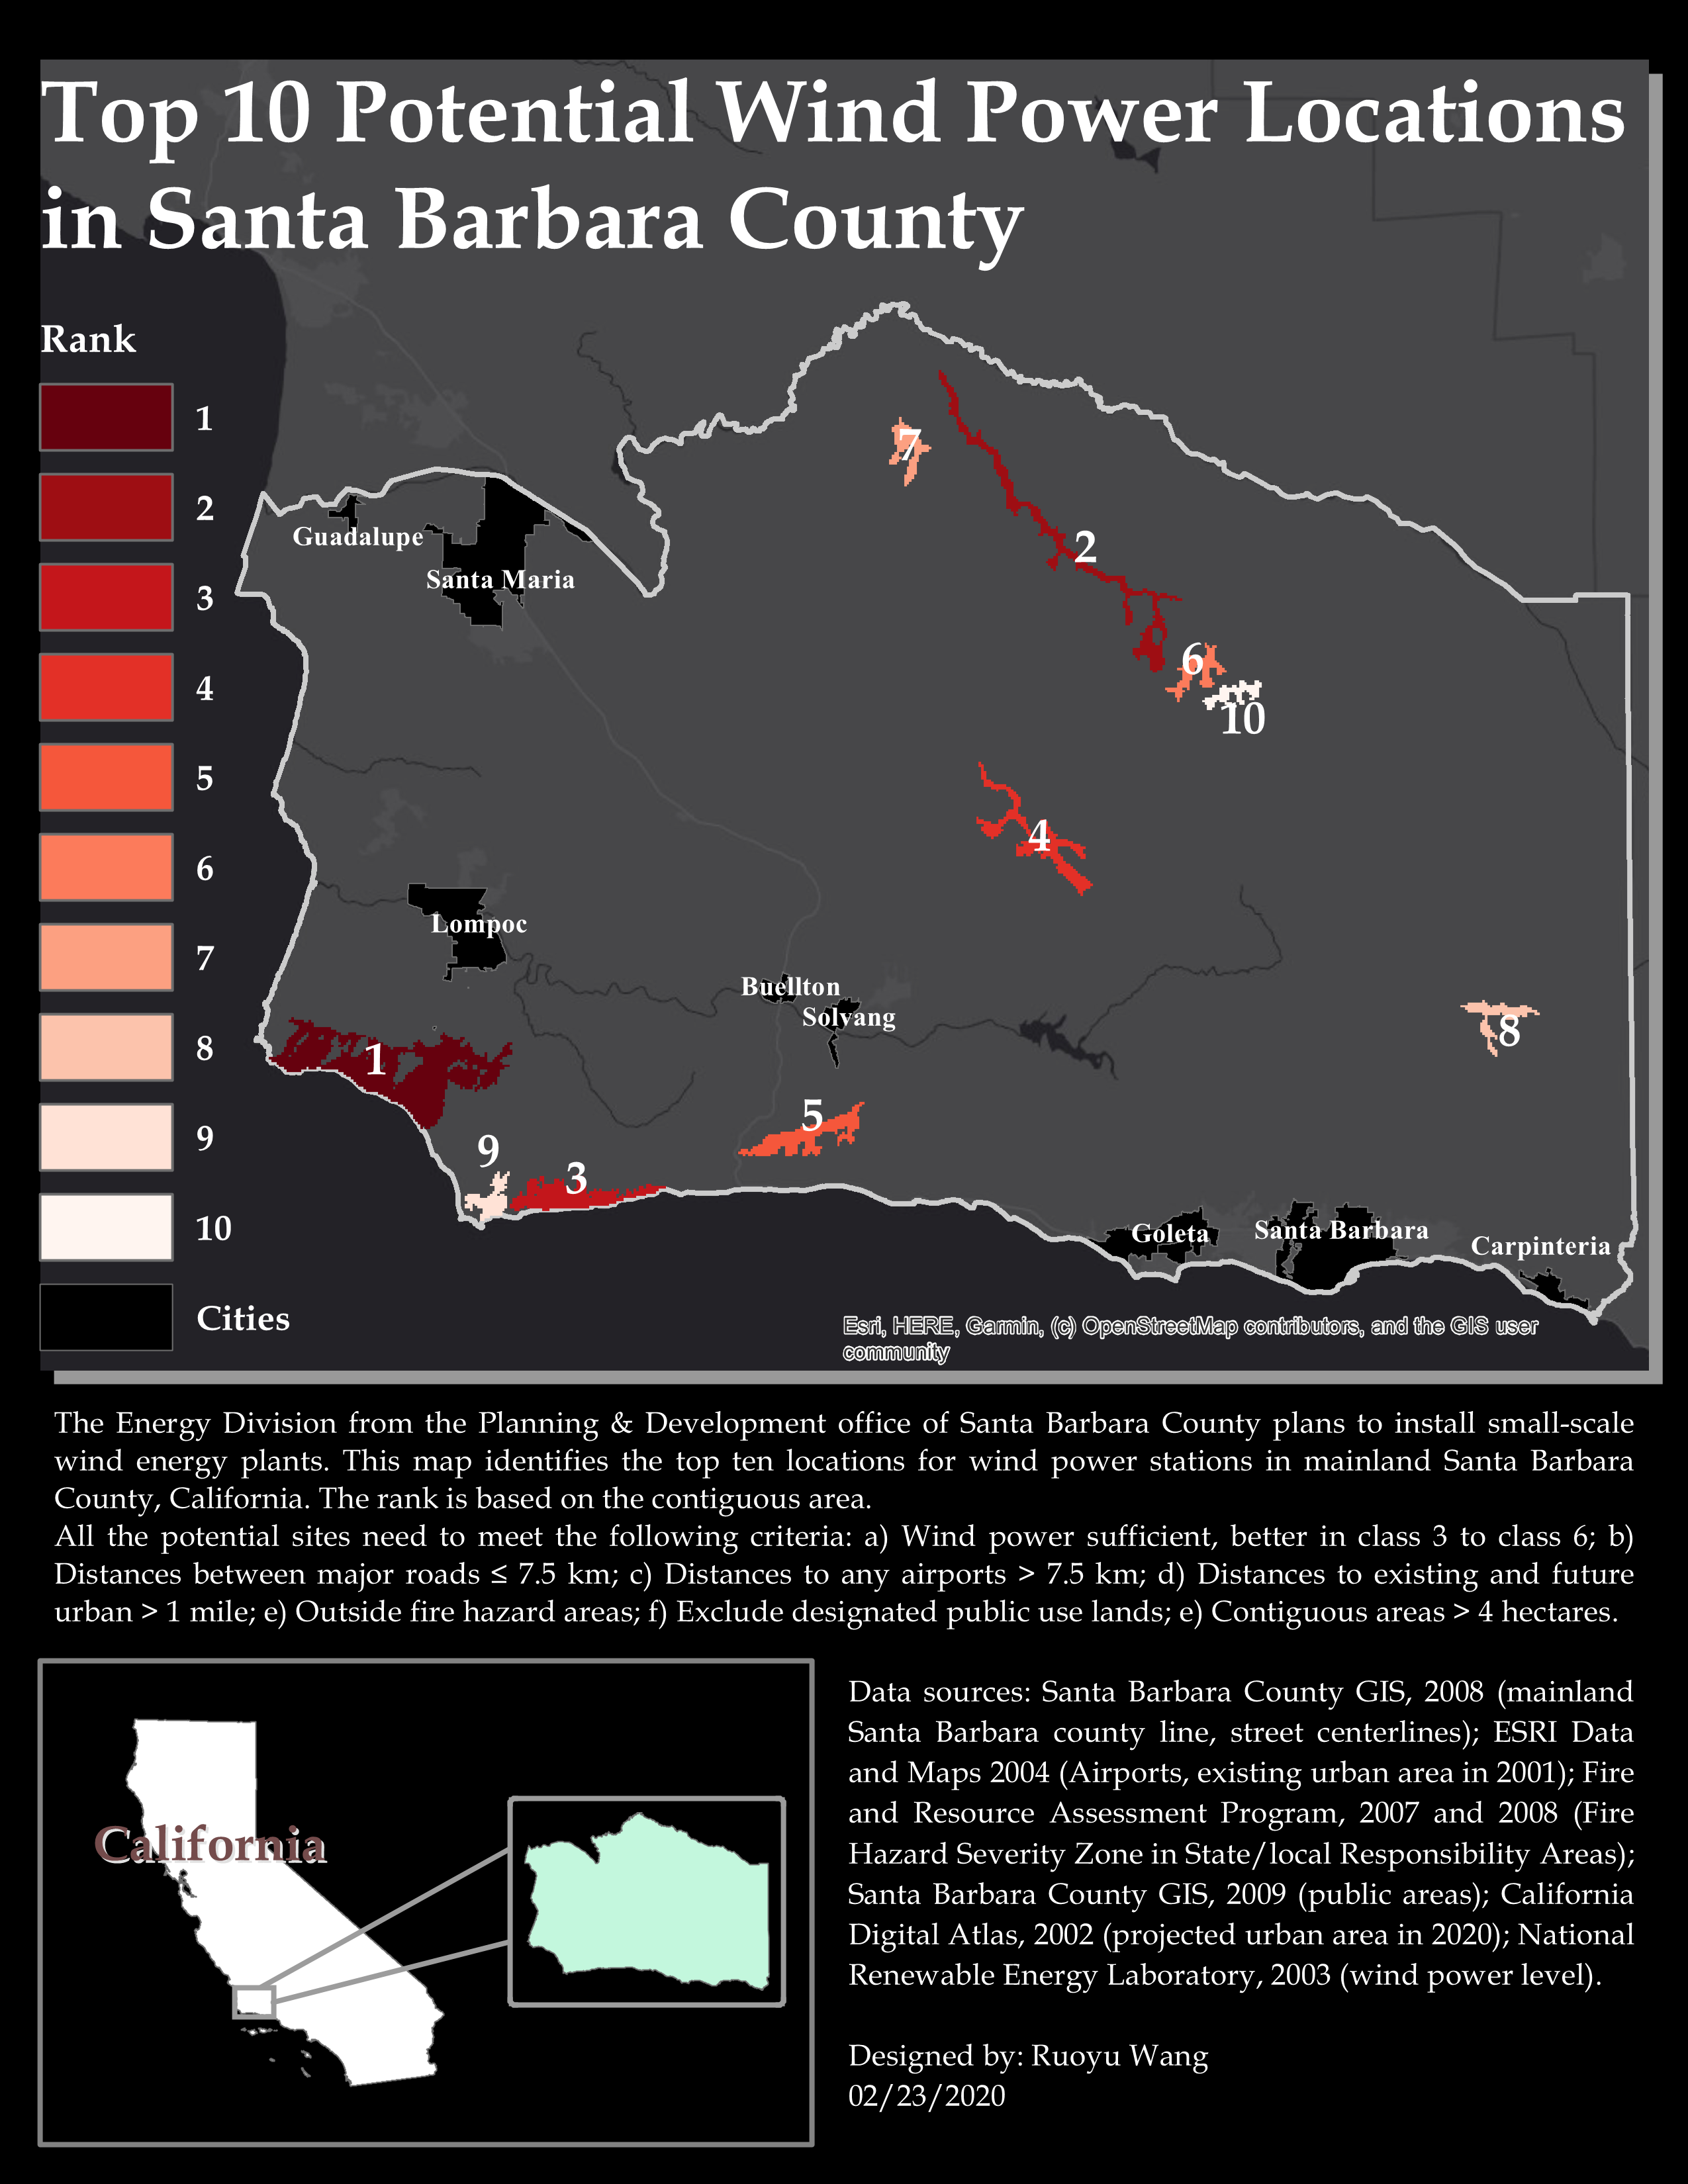 Top 10 Potential Wind Power Locations
in Santa Barbara County
Rank
1
2
3
4
5
6
7
8
9
10
Cities
7
2
Guadalupe
Santa Maria
6
10
4
Lompoc
Buellton
Solvang
8
1
5
9
3
Goleta
Santa Barbara
Carpinteria
Esri, HERE, Garmin, (c) OpenStreetMap contributors, and the GIS user
community
The Energy Division from the Planning & Development office of Santa Barbara County plans to install small-scale
wind energy plants. This map identifies the top ten locations for wind power stations in mainland Santa Barbara
County, California. The rank is based on the contiguous area.
All the potential sites need to meet the following criteria: a) Wind power sufficient, better in class 3 to class 6; b)
Distances between major roads ≤ 7.5 km; c) Distances to any airports > 7.5 km; d) Distances to existing and future
urban > 1 mile; e) Outside fire hazard areas; f) Exclude designated public use lands; e) Contiguous areas > 4 hectares.
California
Data sources: Santa Barbara County GIS, 2008 (mainland
Santa Barbara county line, street centerlines); ESRI Data
and Maps 2004 (Airports, existing urban area in 2001); Fire
and Resource Assessment Program, 2007 and 2008 (Fire
Hazard Severity Zone in State/local Responsibility Areas);
Santa Barbara County GIS, 2009 (public areas); California
Digital Atlas, 2002 (projected urban area in 2020); National
Renewable Energy Laboratory, 2003 (wind power level).
Designed by: Ruoyu Wang
02/23/2020